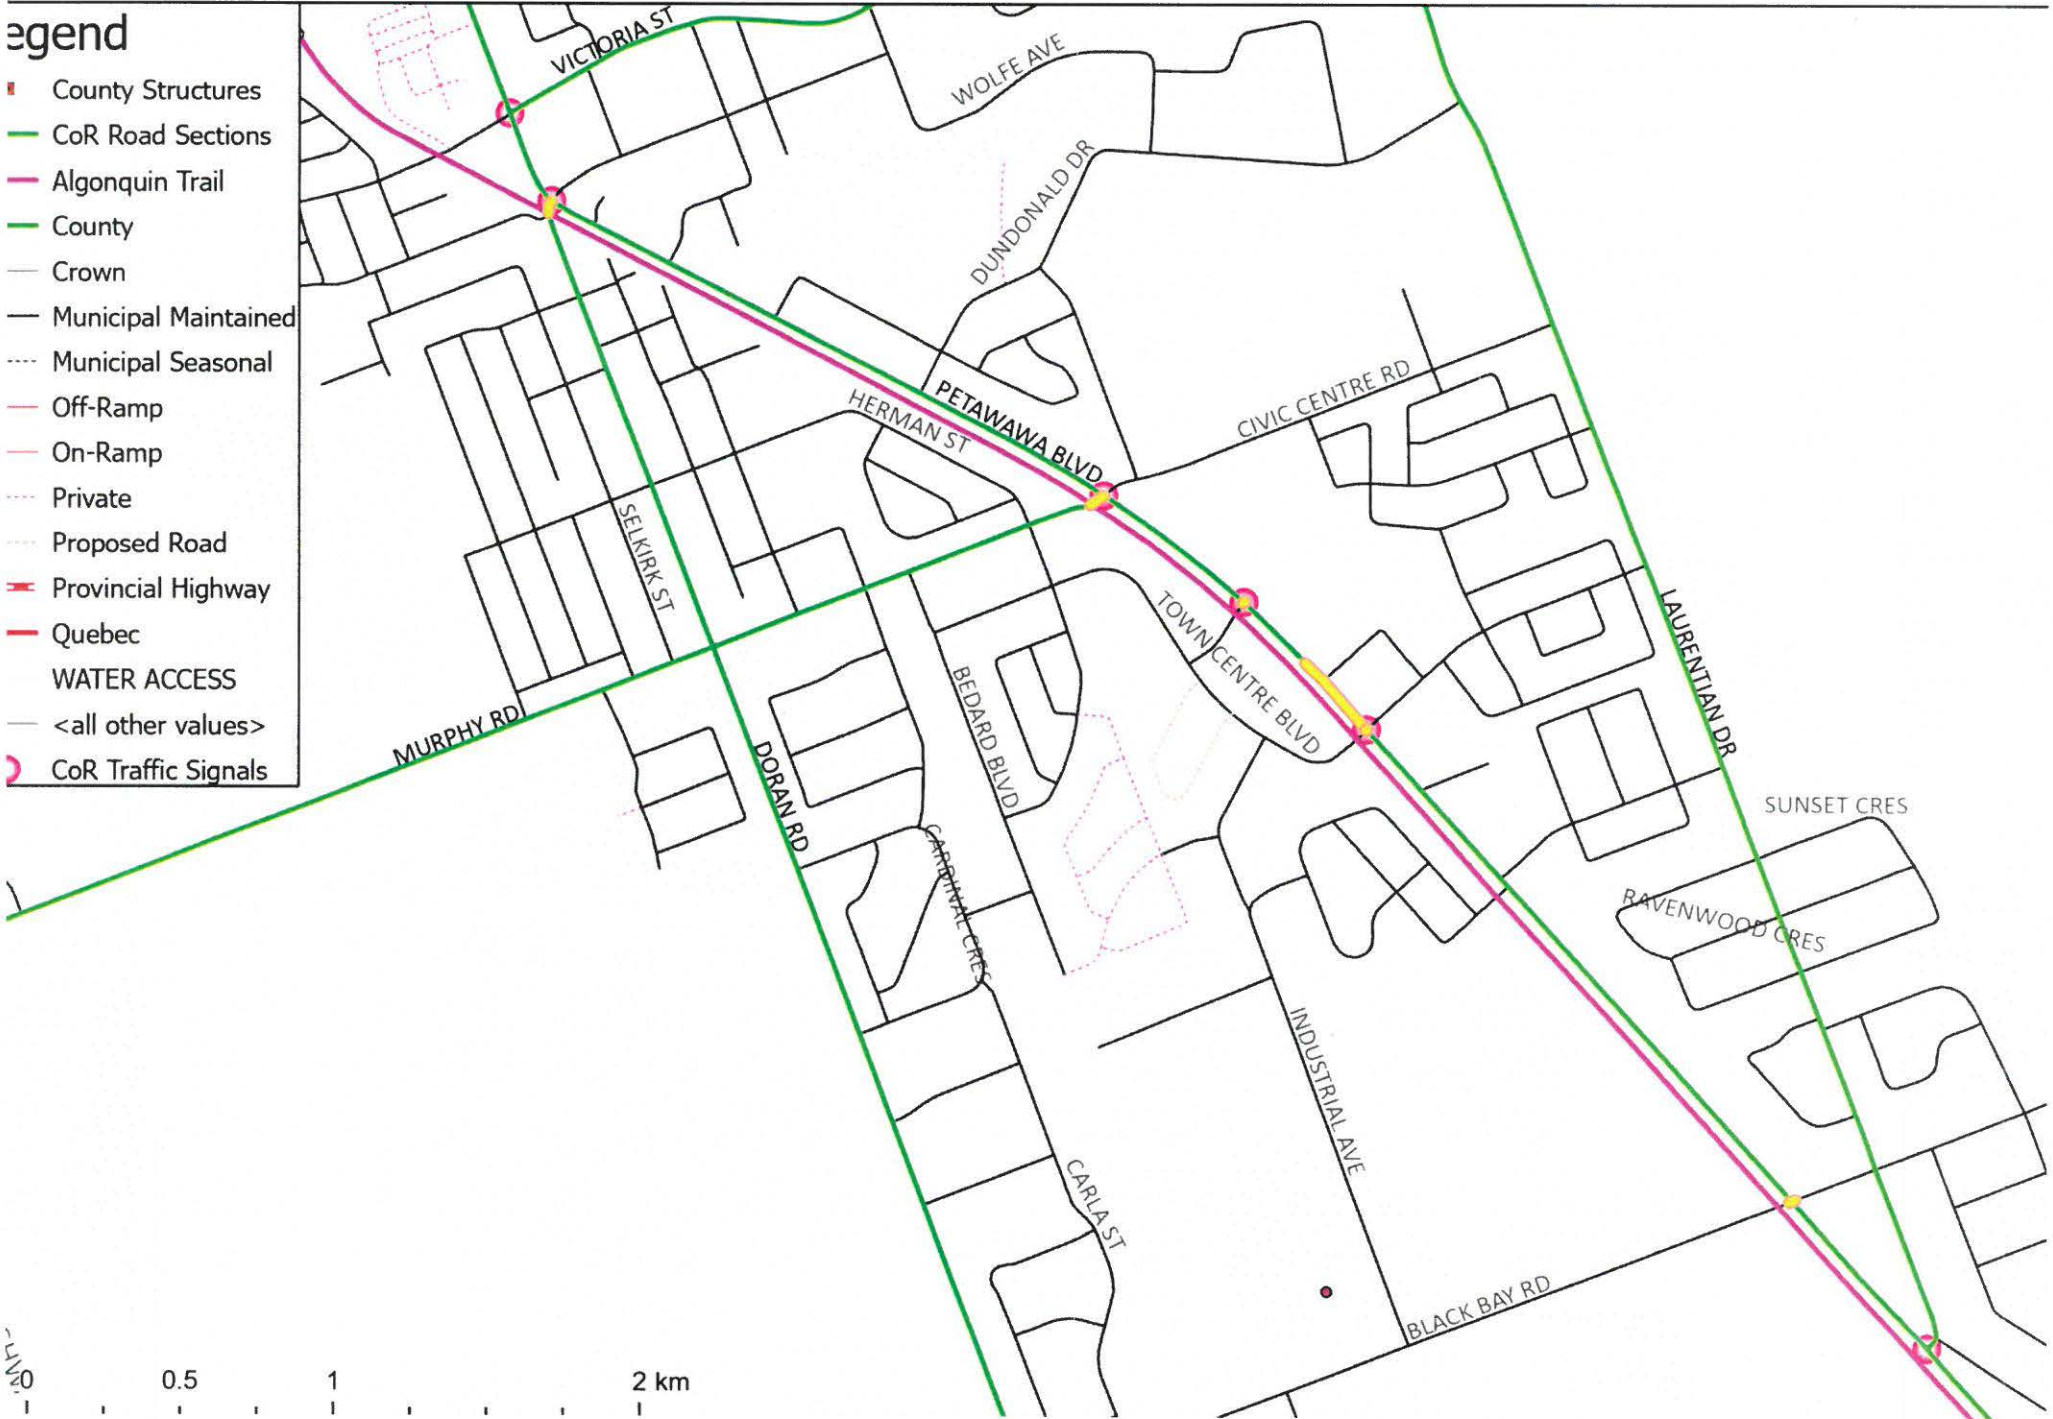 egend
County Structures
CoR Road Sections
Algonquin Trail
County
Crown
Municipal Maintained
Municipal Seasonal
Off-Ramp
On-Ramp
Private
Proposed Road
Provincial Highway
Quebec
WATER ACCESS
<all other values>
CoR Traffic Signals
VICTORIA ST
WOLFE AVE
DUNDONALD DR
CIVIC CENTRE RD
PETAWAWA BLVD
HERMAN ST
SELKIRK ST
TOWN CENTRE BLVD
LAURENTIAN DR
BEDARD BLVD
MURPHY RD
DORAN RD
SUNSET CRES
CARDINAL CRES
RAVENWOOD CRES
INDUSTRIAL AVE
CARLA ST
BLACK BAY RD
0 0.5 1 2 km